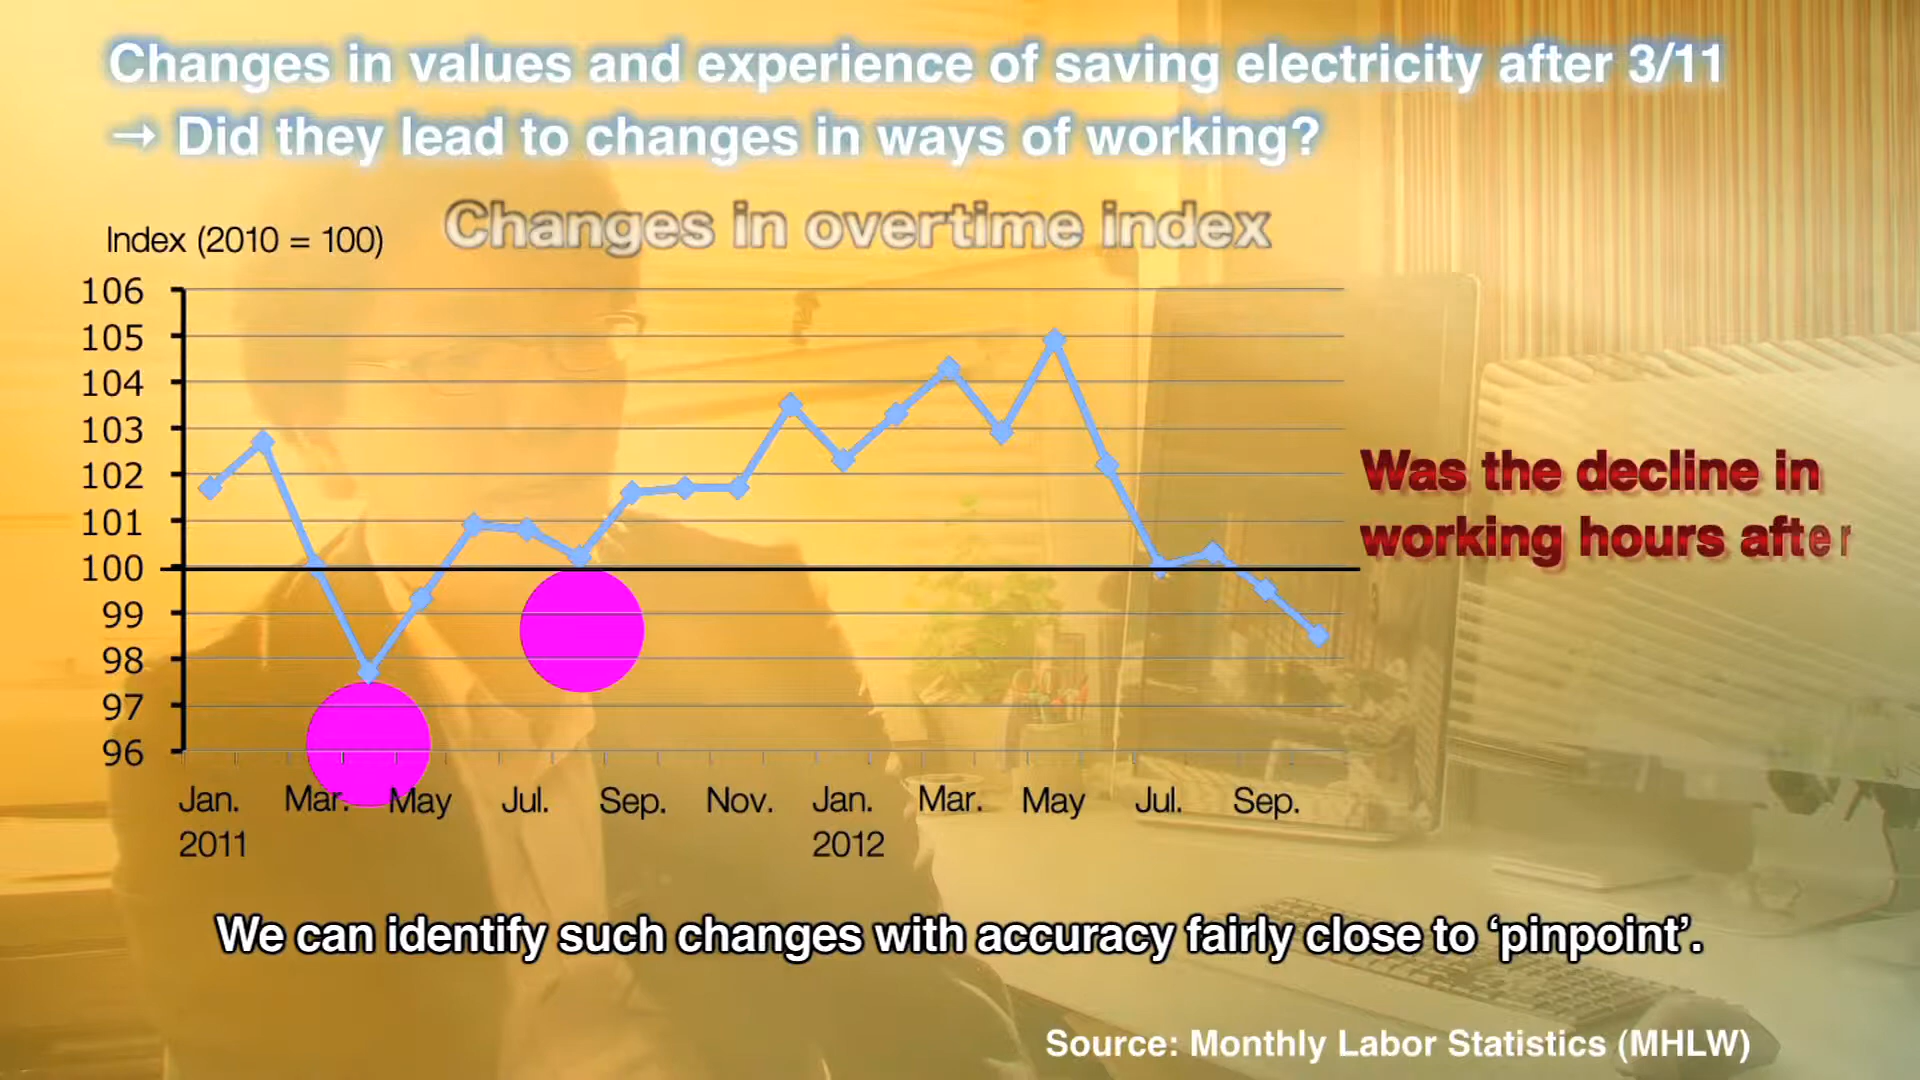 Changes in values and experience of saving electricity after 3/11
→ Did they lead to changes in ways of working?
Changes in overtime index
Index (2010 = 100)
106
105
104
103
102
101
100
99
98
97
96
Jan. Mar. May Jul. Sep. Nov. Jan. Mar. May Jul. Sep.
2011 2012
Was the decline in
working hours after
We can identify such changes with accuracy fairly close to ‘pinpoint’.
Source: Monthly Labor Statistics (MHLW)